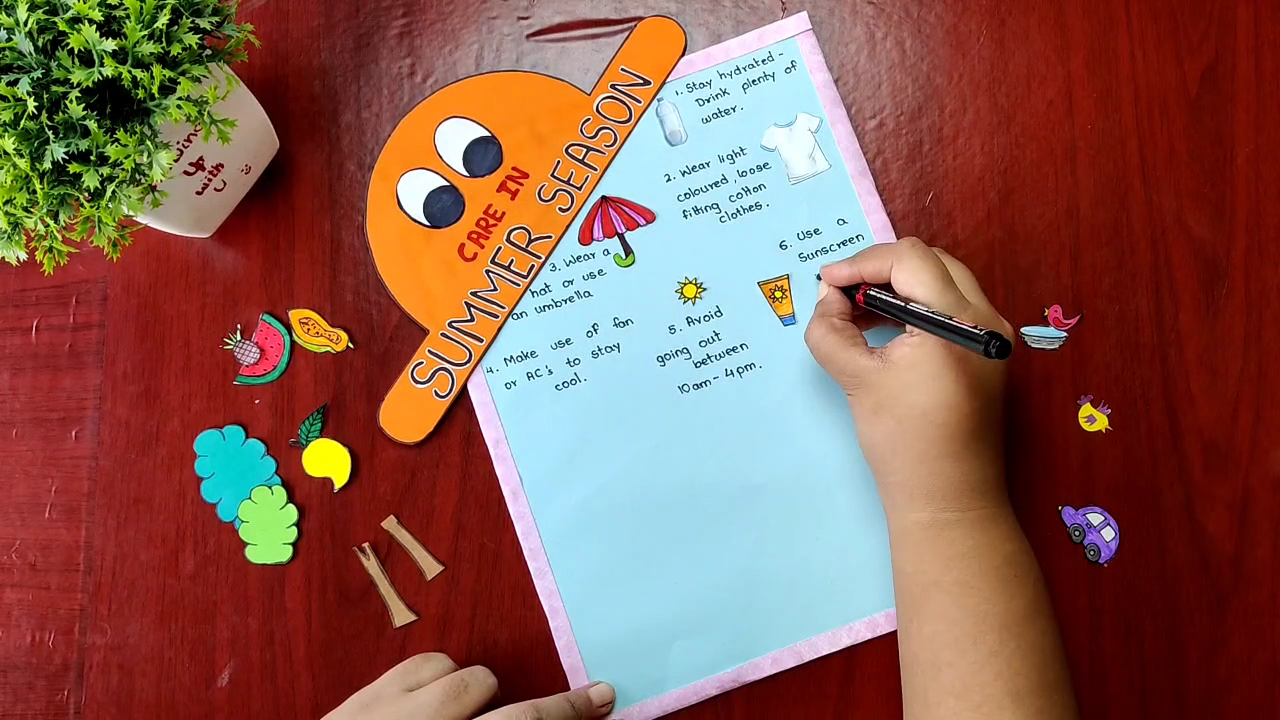 CARE IN
SUMMER SEASON
1. Stay hydrated -
Drink plenty of
water.
2. Wear light
coloured, loose
fitting cotton
clothes.
3. Wear a
hat or use
an umbrella
4. Make use of fan
or AC's to stay
cool.
5. Avoid
going out
between
10am - 4pm.
6. Use a
Sunscreen
up
with